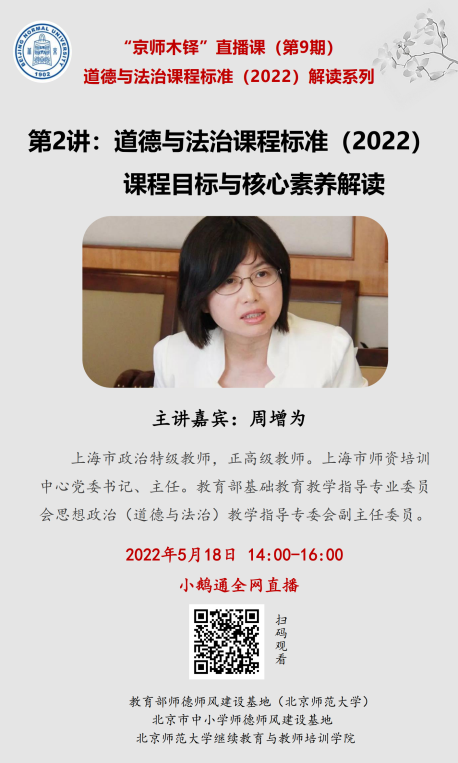 BEIJING NORMAL UNIVERSITY
1902
“京师木铎”直播课（第9期）
道德与法治课程标准（2022）解读系列
第2讲：道德与法治课程标准（2022）
课程目标与核心素养解读
主讲嘉宾：周增为
上海市政治特级教师，正高级教师。上海市师资培训
中心党委书记、主任。教育部基础教育教学指导专业委员
会思想政治（道德与法治）教学指导专委会副主任委员。
2022年5月18日 14:00-16:00
小鹅通全网直播
扫码观看
教育部师德师风建设基地（北京师范大学）
北京市中小学师德师风建设基地
北京师范大学继续教育与教师培训学院